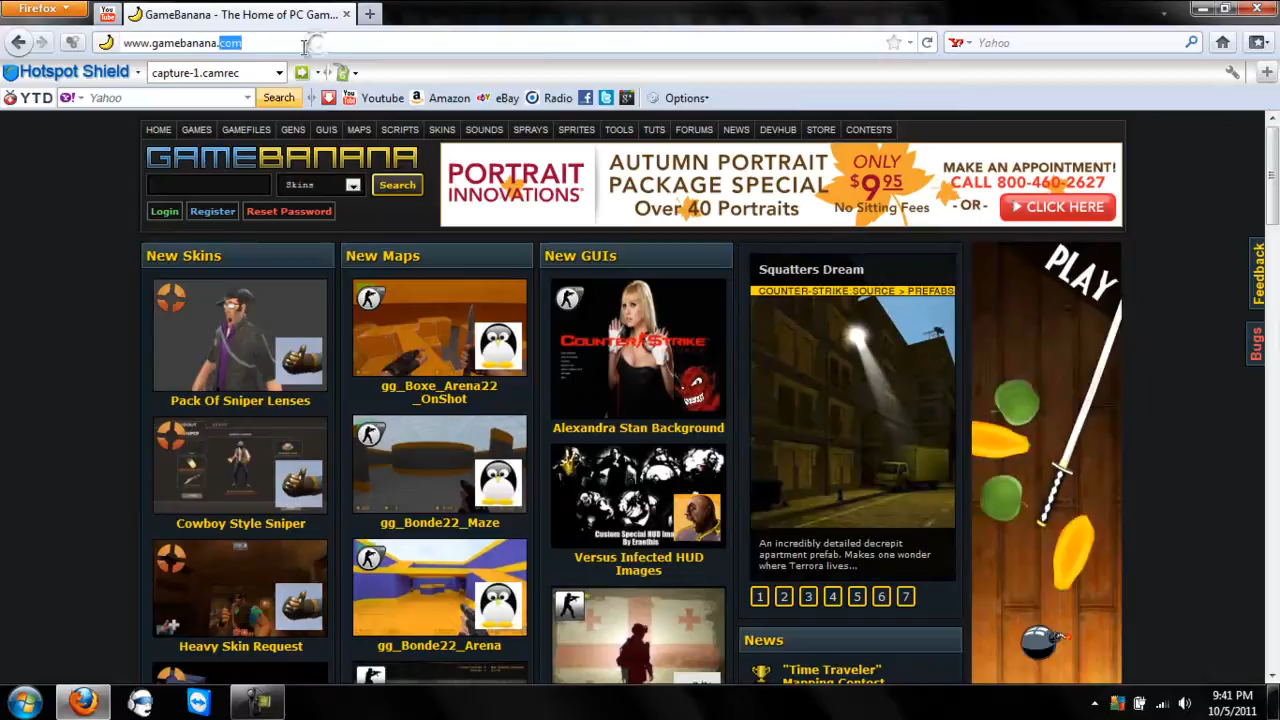 Firefox
GameBanana - The Home of PC Gam...
www.gamebanana.com
Yahoo
Hotspot Shield
capture-1.camrec
YTD
Yahoo
Search
Youtube
Amazon
eBay
Radio
Options
HOME
GAMES
GAMEFILES
GENS
GUIS
MAPS
SCRIPTS
SKINS
SOUNDS
SPRAYS
SPRITES
TOOLS
TUTS
FORUMS
NEWS
DEVHUB
STORE
CONTESTS
GAMEBANANA
Skins
Search
Login
Register
Reset Password
PORTRAIT
INNOVATIONS
AUTUMN PORTRAIT
PACKAGE SPECIAL
Over 40 Portraits
ONLY
$9.95
No Sitting Fees
MAKE AN APPOINTMENT!
CALL 800-460-2627
- OR -
CLICK HERE
New Skins
Pack Of Sniper Lenses
Cowboy Style Sniper
Heavy Skin Request
New Maps
gg_Boxe_Arena22
_OnShot
gg_Bonde22_Maze
gg_Bonde22_Arena
New GUIs
COUNTER-STRIKE
Alexandra Stan Background
Versus Infected HUD
Images
Squatters Dream
COUNTER-STRIKE:SOURCE > PREFABS
An incredibly detailed decrepit
apartment prefab. Makes one wonder
where Terrora lives...
1 2 3 4 5 6 7
News
"Time Traveler"
Mapping Contest
PLAY
Feedback
Bugs
9:41 PM
10/5/2011